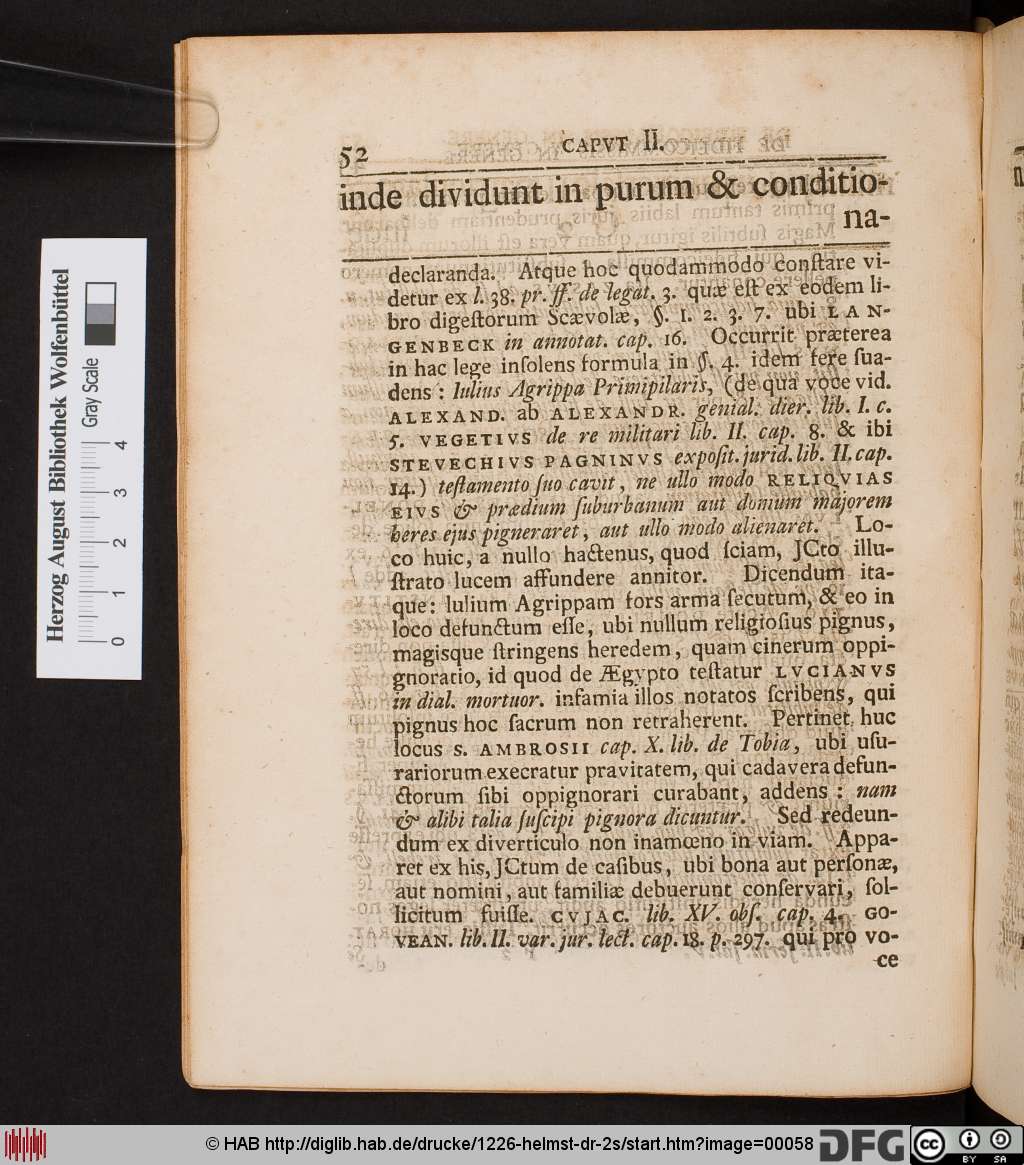 52 CAPVT II.
inde dividunt in purum & conditio-
na-
declaranda. Atque hoc quodammodo conſtare vi-
detur ex l. 38. pr. ff. de legat. 3. quæ eſt ex eodem li-
bro digeſtorum Scævolæ, §. 1. 2. 3. 7. ubi LAN-
GENBECK in annotat. cap. 16. Occurrit præterea
in hac lege inſolens formula in §. 4. idem fere ſua-
dens: Iulius Agrippa Primipilaris, (de qua voce vid.
ALEXAND. ab ALEXANDR. genial. dier. lib. I. c.
5. VEGETIVS de re militari lib. II. cap. 8. & ibi
STEVECHIVS PAGNINVS expoſit. jurid. lib. II. cap.
14.) teſtamento ſuo cavit, ne ullo modo RELIQVIAS
EIVS & prædium ſuburbanum aut domum majorem
heres ejus pigneraret, aut ullo modo alienaret. Lo-
co huic, a nullo hactenus, quod ſciam, JCto illu-
ſtrato lucem affundere annitor. Dicendum ita-
que: Iulium Agrippam fors arma ſecutum, & eo in
loco defunctum eſſe, ubi nullum religioſius pignus,
magisque ſtringens heredem, quam cinerum oppi-
gnoratio, id quod de Ægypto teſtatur LVCIANVS
in dial. mortuor. infamia illos notatos ſcribens, qui
pignus hoc ſacrum non retraherent. Pertinet huc
locus S. AMBROSII cap. X. lib. de Tobia, ubi uſu-
rariorum execratur pravitatem, qui cadavera defun-
ctorum ſibi oppignorari curabant, addens: nam
& alibi talia ſuſcipi pignora dicuntur. Sed redeun-
dum ex diverticulo non inamœno in viam. Appa-
ret ex his, JCtum de caſibus, ubi bona aut perſonæ,
aut nomini, aut familiæ debuerunt conſervari, ſol-
licitum fuiſſe. CVJAC. lib. XV. obſ. cap. 4. GO-
VEAN. lib. II. var. jur. lect. cap. 18. p. 297. qui pro vo-
ce
Herzog August Bibliothek Wolfenbüttel
Gray Scale
0 1 2 3 4
© HAB http://diglib.hab.de/drucke/1226-helmst-dr-2s/start.htm?image=00058
DFG
cc BY SA